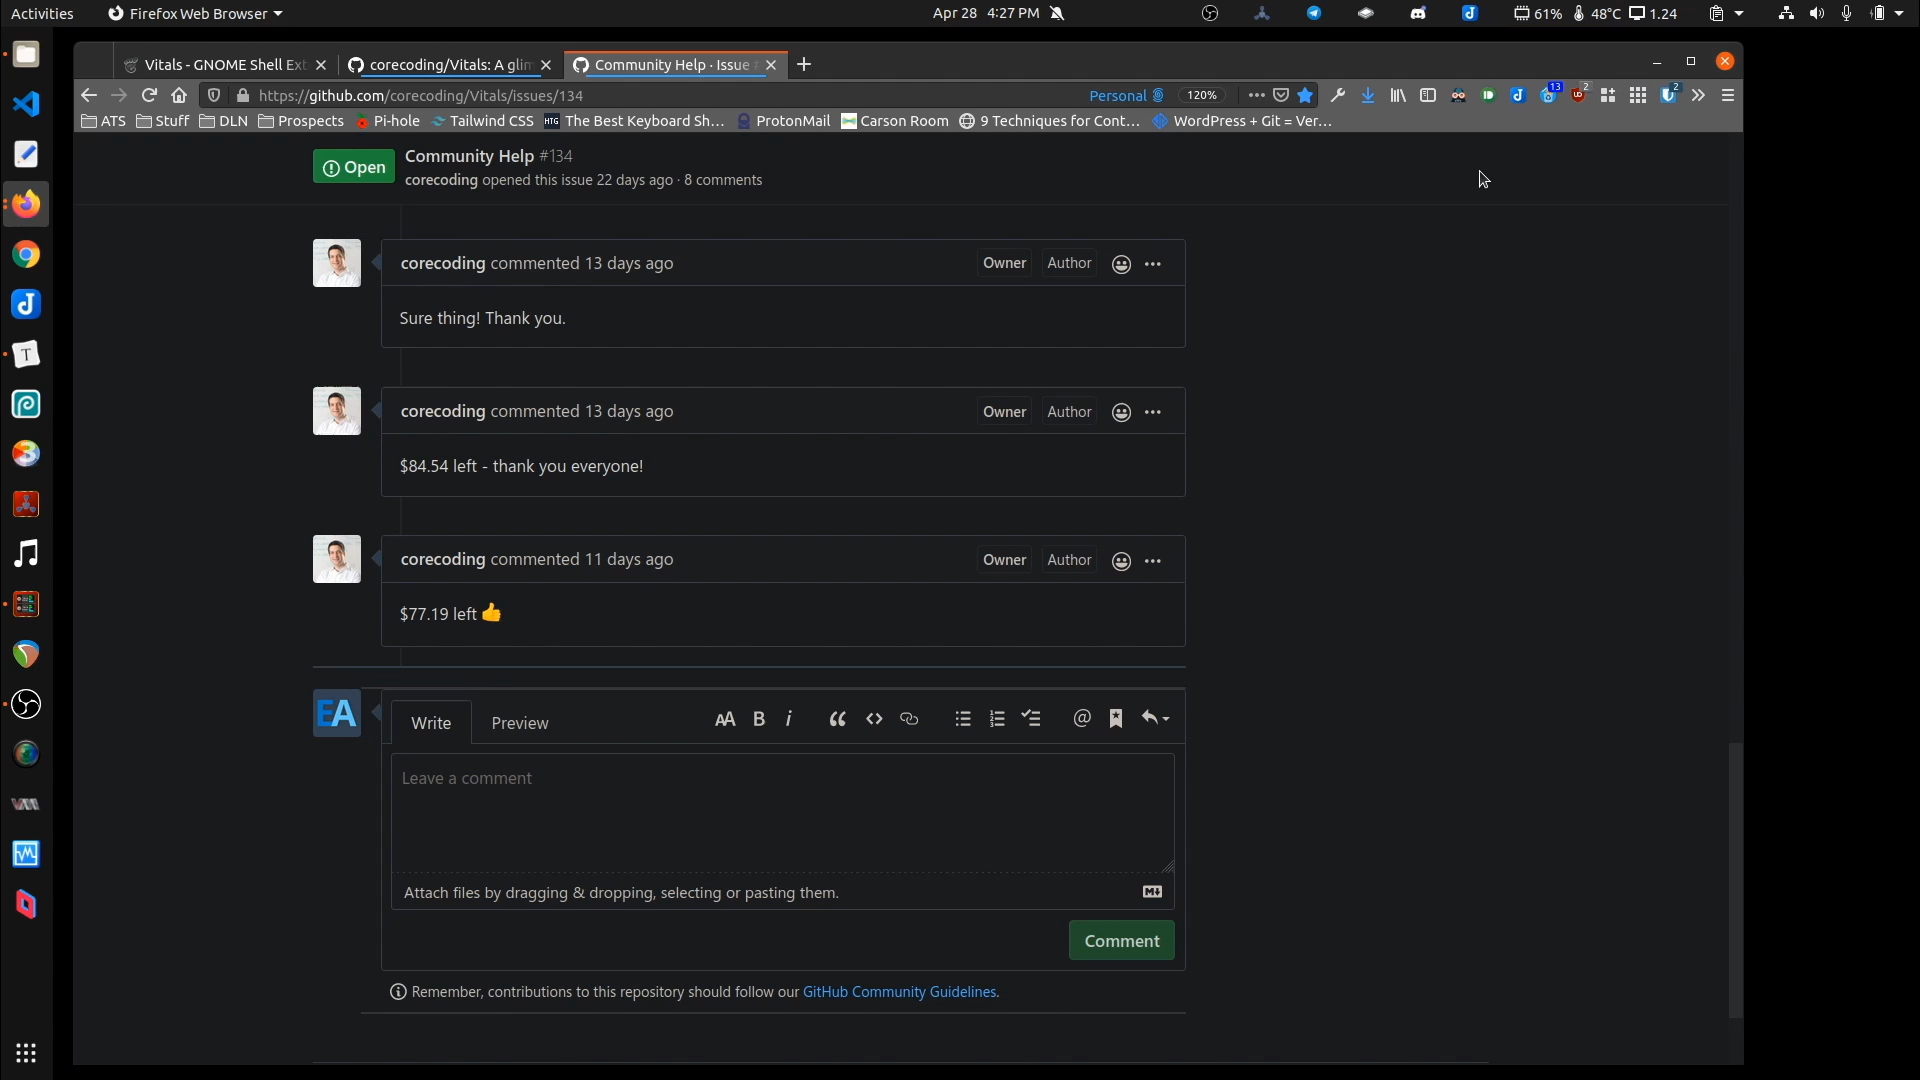 Activities
Firefox Web Browser
Apr 28 4:27 PM
61%
48°C
1.24
Vitals - GNOME Shell Ext
corecoding/Vitals: A glim
Community Help · Issue
https://github.com/corecoding/Vitals/issues/134
Personal
120%
13
2
2
ATS
Stuff
DLN
Prospects
Pi-hole
Tailwind CSS
HTG
The Best Keyboard Sh...
ProtonMail
Carson Room
9 Techniques for Cont...
WordPress + Git = Ver...
Open
Community Help #134
corecoding opened this issue 22 days ago · 8 comments
corecoding commented 13 days ago
Owner
Author
Sure thing! Thank you.
corecoding commented 13 days ago
Owner
Author
$84.54 left - thank you everyone!
corecoding commented 11 days ago
Owner
Author
$77.19 left 👍
EA
Write
Preview
Leave a comment
Attach files by dragging & dropping, selecting or pasting them.
Comment
Remember, contributions to this repository should follow our GitHub Community Guidelines.